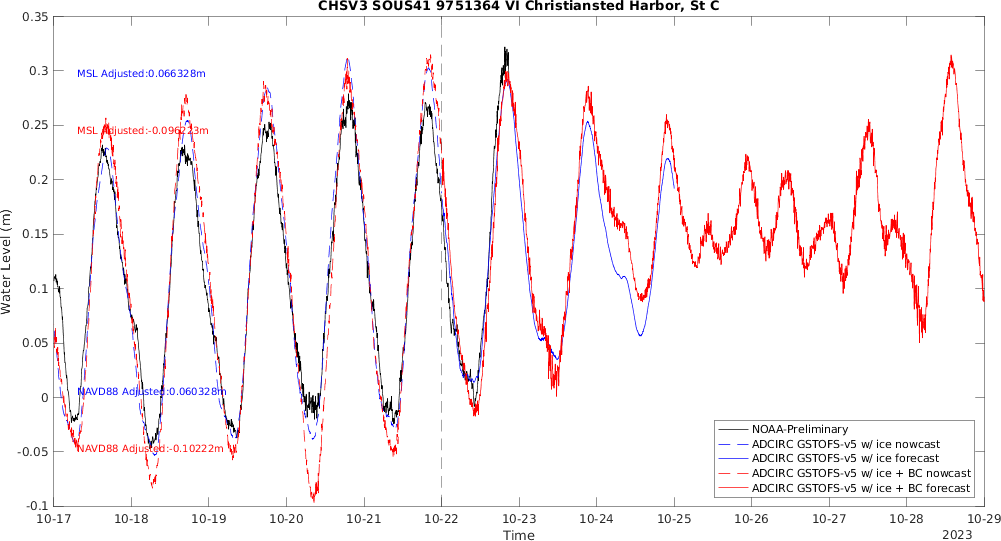 CHSV3 SOUS41 9751364 VI Christiansted Harbor, St C
0.35
0.3
0.25
0.2
0.15
0.1
0.05
0
-0.05
-0.1
Water Level (m)
MSL Adjusted:0.066328m
MSL Adjusted:-0.096223m
NAVD88 Adjusted:0.060328m
NAVD88 Adjusted:-0.10222m
NOAA-Preliminary
ADCIRC GSTOFS-v5 w/ ice nowcast
ADCIRC GSTOFS-v5 w/ ice forecast
ADCIRC GSTOFS-v5 w/ ice + BC nowcast
ADCIRC GSTOFS-v5 w/ ice + BC forecast
10-17 10-18 10-19 10-20 10-21 10-22 10-23 10-24 10-25 10-26 10-27 10-28 10-29
Time
2023